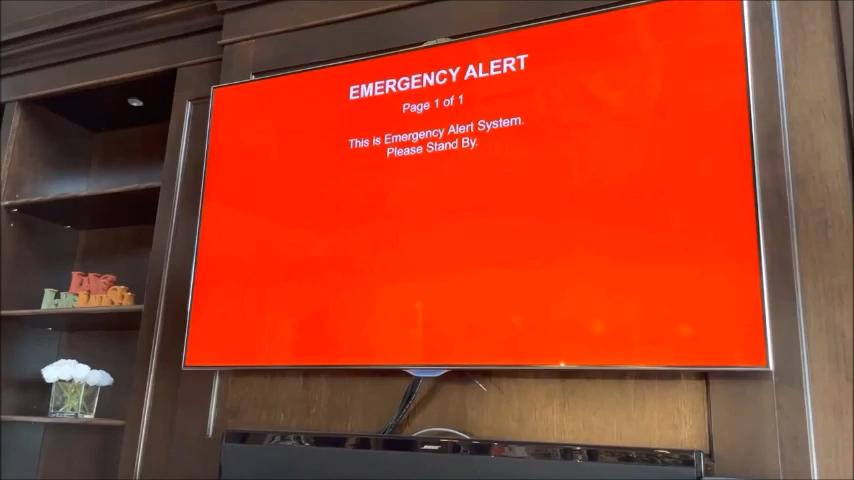 EMERGENCY ALERT
Page 1 of 1
This is Emergency Alert System.
Please Stand By.